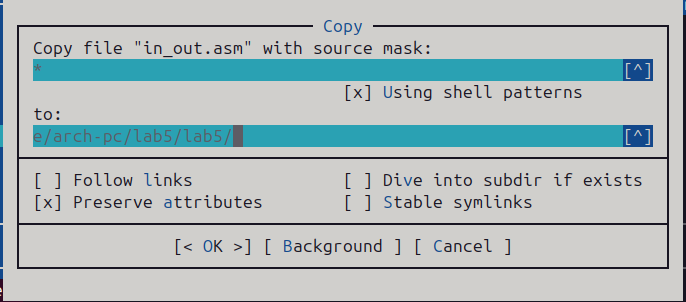 Copy
Copy file "in_out.asm" with source mask:
* [^]
[x] Using shell patterns
to:
e/arch-pc/lab5/lab5/ [^]
[ ] Follow links [ ] Dive into subdir if exists
[x] Preserve attributes [ ] Stable symlinks
[< OK >] [ Background ] [ Cancel ]